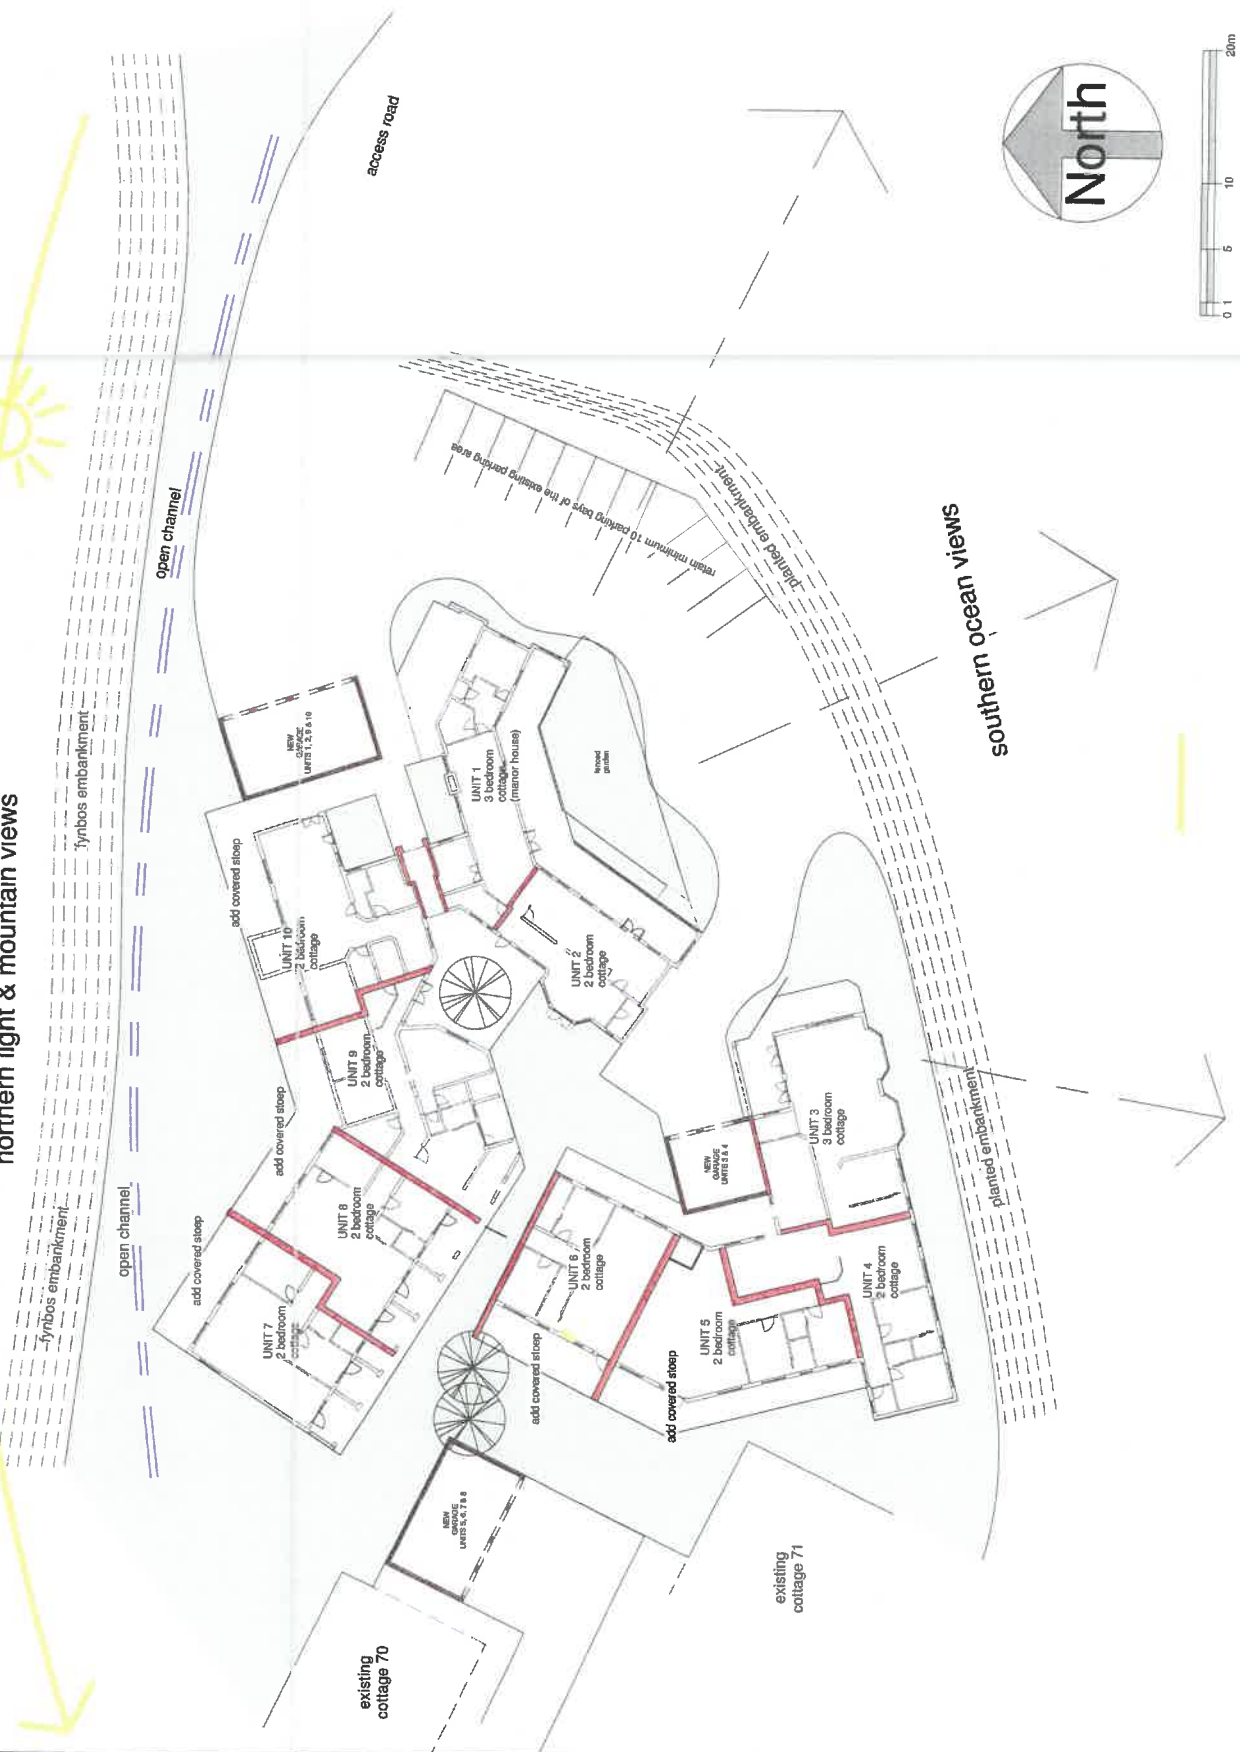 northern light & mountain views
fynbos embankment
fynbos embankment
open channel
open channel
access road
North
0 1 5 10 20m
add covered stoep
add covered stoep
add covered stoep
NEW
GARAGE
UNITS 1, 2, 9 & 10
UNIT 10
2 bedroom
cottage
UNIT 9
2 bedroom
cottage
UNIT 8
2 bedroom
cottage
UNIT 7
2 bedroom
cottage
UNIT 1
3 bedroom
cottage
(manor house)
fenced
garden
UNIT 2
2 bedroom
cottage
retain minimum 10 parking bays of the existing parking area
planted embankment
southern ocean views
NEW
GARAGE
UNITS 3 & 4
UNIT 3
3 bedroom
cottage
UNIT 4
2 bedroom
cottage
UNIT 5
2 bedroom
cottage
UNIT 6
2 bedroom
cottage
add covered stoep
add covered stoep
planted embankment
NEW
GARAGE
UNITS 5, 6, 7 & 8
existing
cottage 70
existing
cottage 71